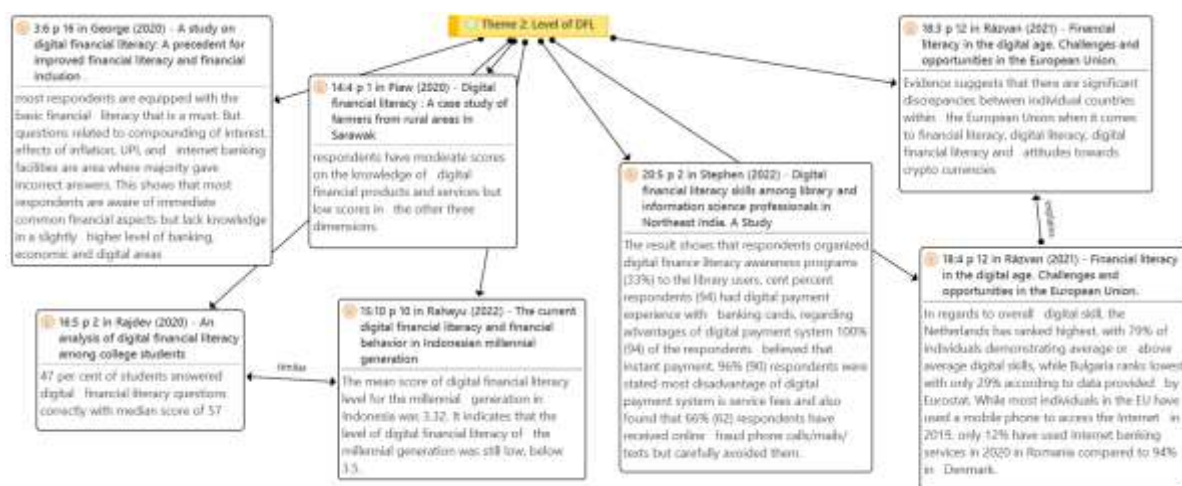 Theme 2: Level of DFL
3:6 p 16 in George (2020) - A study on
digital financial literacy: A precedent for
improved financial literacy and financial
inclusion
most respondents are equipped with the
basic financial literacy that is a must. But
questions related to compounding of interest,
effects of inflation, UPI, and internet banking
facilities are area where majority gave
incorrect answers. This shows that most
respondents are aware of immediate
common financial aspects but lack knowledge
in a slightly higher level of banking,
economic and digital areas
14:4 p 1 in Piaw (2020) - Digital
financial literacy : A case study of
farmers from rural areas in
Sarawak
respondents have moderate scores
on the knowledge of digital
financial products and services but
low scores in the other three
dimensions.
18:3 p 12 in Răzvan (2021) - Financial
literacy in the digital age. Challenges and
opportunities in the European Union.
Evidence suggests that there are significant
discrepancies between individual countries
within the European Union when it comes
to financial literacy, digital literacy, digital
financial literacy and attitudes towards
crypto currencies
20:5 p 2 in Stephen (2022) - Digital
financial literacy skills among library and
information science professionals in
Northeast India. A Study
The result shows that respondents organized
digital finance literacy awareness programs
(33%) to the library users, cent percent
respondents (94) had digital payment
experience with banking cards, regarding
advantages of digital payment system 100%
(94) of the respondents believed that
instant payment. 96% (90) respondents were
stated most disadvantage of digital
payment system is service fees and also
found that 66% (62) respondents have
received online fraud phone calls/mails/
texts but carefully avoided them.
18:4 p 12 in Răzvan (2021) - Financial literacy
in the digital age. Challenges and
opportunities in the European Union.
In regards to overall digital skill, the
Netherlands has ranked highest, with 79% of
individuals demonstrating average or above
average digital skills, while Bulgaria ranks lowest
with only 29% according to data provided by
Eurostat. While most individuals in the EU have
used a mobile phone to access the Internet in
2019, only 12% have used Internet banking
services in 2020 in Romania compared to 94%
in Denmark.
16:5 p 2 in Rajdev (2020) - An
analysis of digital financial literacy
among college students
47 per cent of students answered
digital financial literacy questions
correctly with median score of 57
similar
15:10 p 10 in Rahayu (2022) - The current
digital financial literacy and financial
behavior in Indonesian millennial
generation
The mean score of digital financial literacy
level for the millennial generation in
Indonesia was 3.32. It indicates that the
level of digital financial literacy of the
millennial generation was still low, below
3.5.